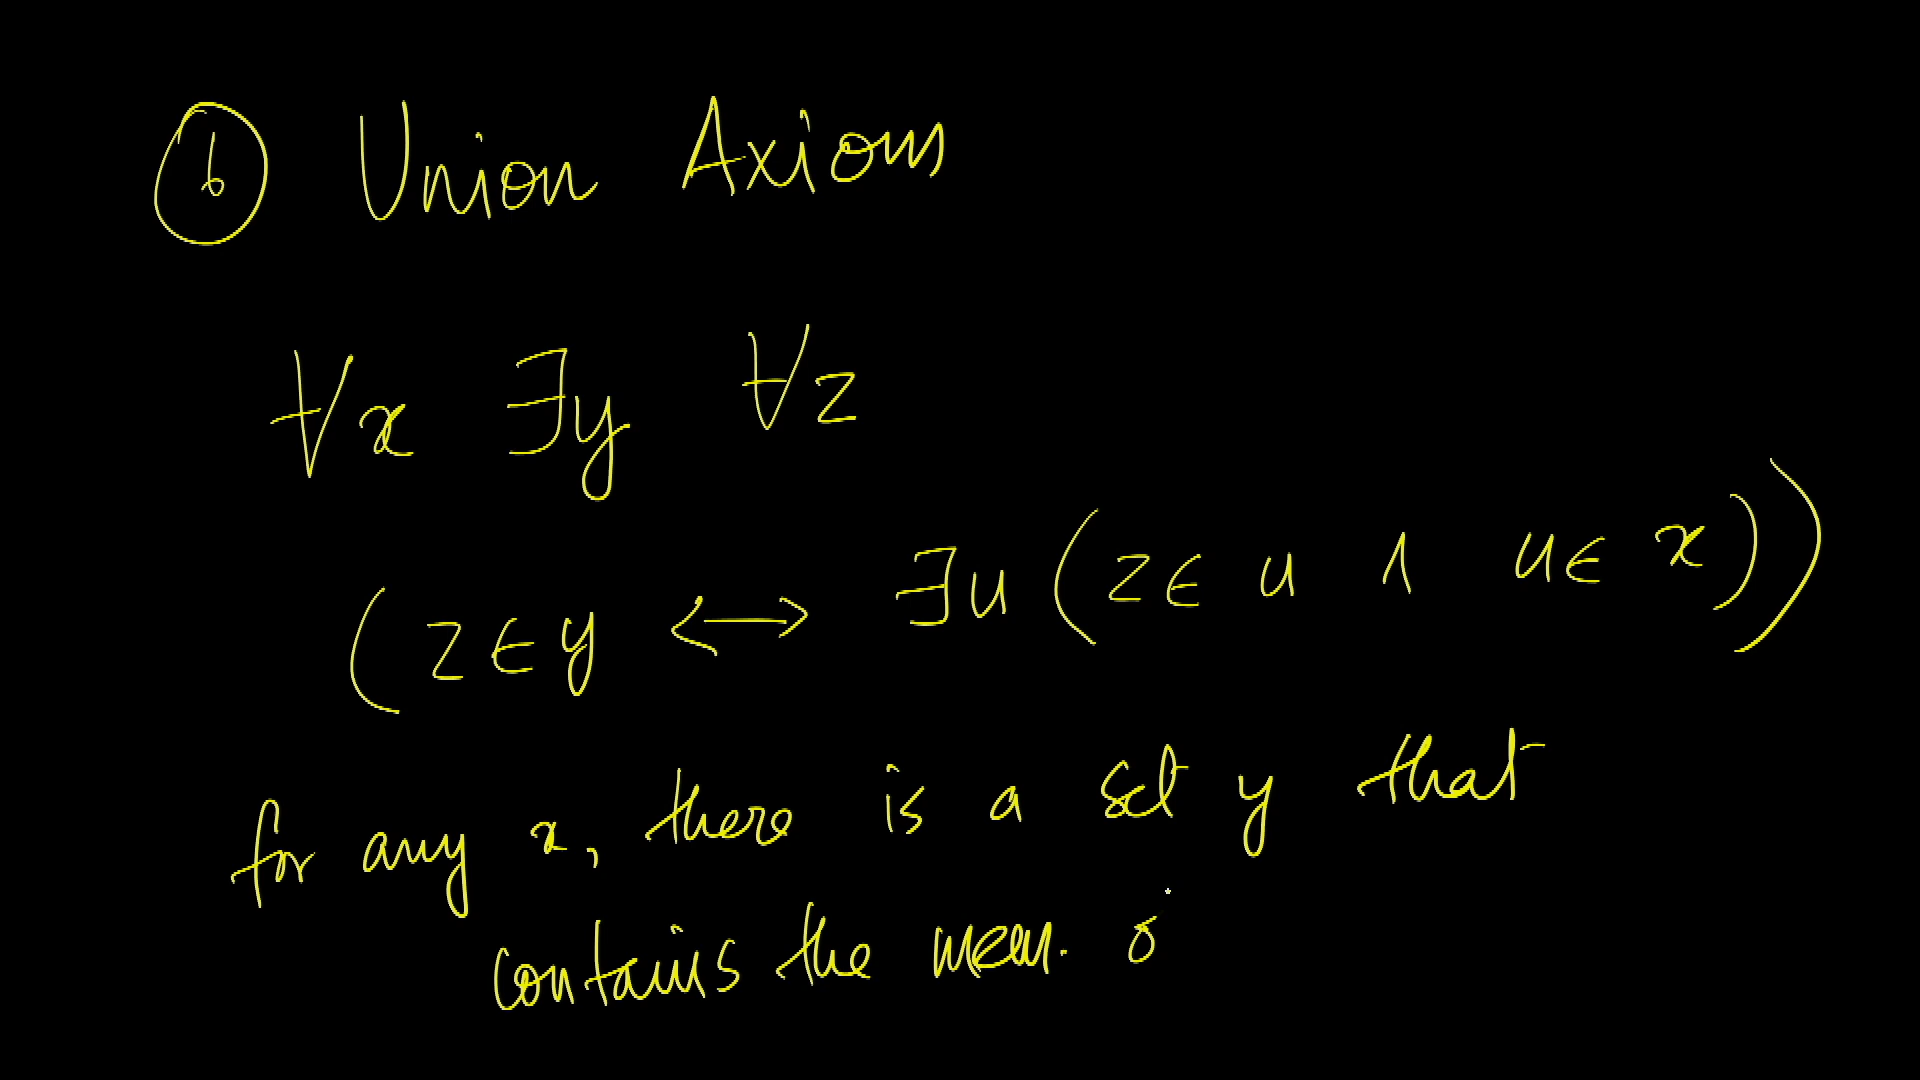 6 Union Axiom
∀x ∃y ∀z
(z∈y ↔ ∃u (z∈ u ∧ u∈ x))
for any x, there is a set y that
contains the mem. o